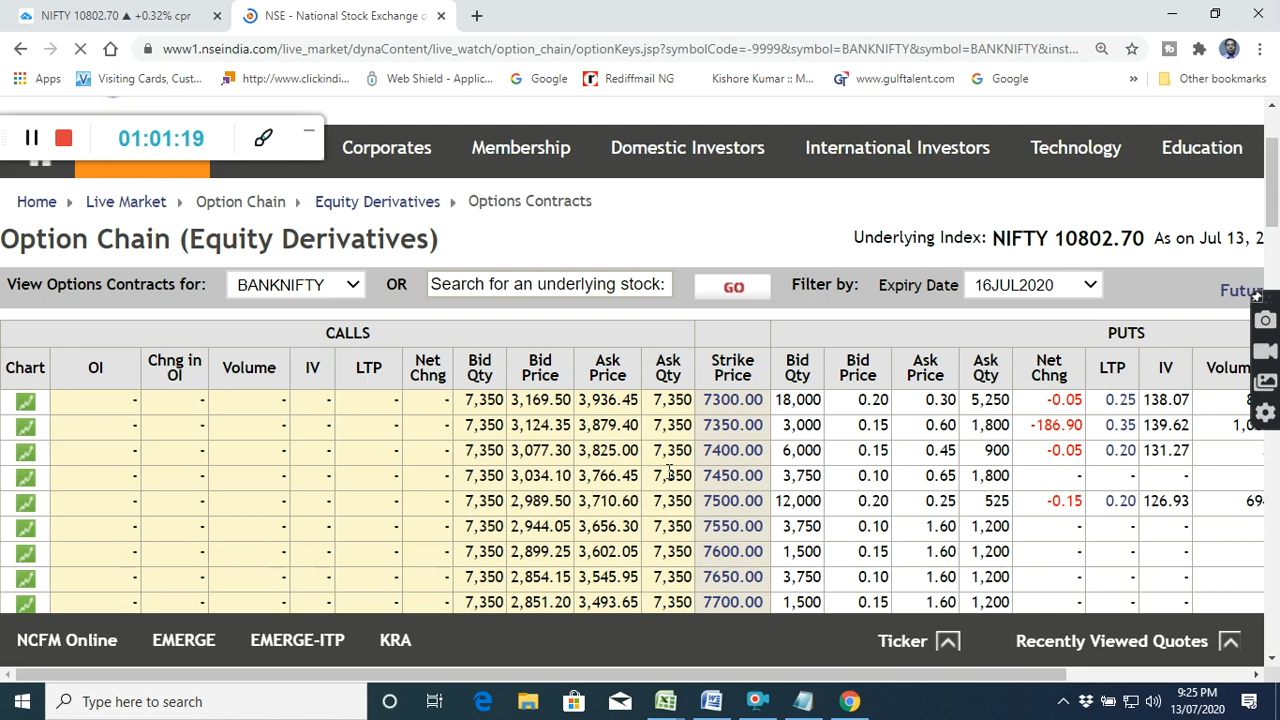 NIFTY 10802.70 ▲ +0.32% cpr
NSE - National Stock Exchange o
www1.nseindia.com/live_market/dynaContent/live_watch/option_chain/optionKeys.jsp?symbolCode=-9999&symbol=BANKNIFTY&symbol=BANKNIFTY&inst...
Apps Visiting Cards, Cust... http://www.clickindi... Web Shield - Applic... Google Rediffmail NG Kishore Kumar :: M... www.gulftalent.com Google » Other bookmarks
01:01:19
Corporates Membership Domestic Investors International Investors Technology Education
Home Live Market Option Chain Equity Derivatives Options Contracts
Option Chain (Equity Derivatives)
Underlying Index: NIFTY 10802.70 As on Jul 13, 2
View Options Contracts for: BANKNIFTY OR Search for an underlying stock: GO Filter by: Expiry Date 16JUL2020
Futu
CALLS PUTS
Chart OI Chng in OI Volume IV LTP Net Chng Bid Qty Bid Price Ask Price Ask Qty Strike Price Bid Qty Bid Price Ask Price Ask Qty Net Chng LTP IV Volum
- - - - - - 7,350 3,169.50 3,936.45 7,350 7300.00 18,000 0.20 0.30 5,250 -0.05 0.25 138.07
- - - - - - 7,350 3,124.35 3,879.40 7,350 7350.00 3,000 0.15 0.60 1,800 -186.90 0.35 139.62 1,0
- - - - - - 7,350 3,077.30 3,825.00 7,350 7400.00 6,000 0.15 0.45 900 -0.05 0.20 131.27
- - - - - - 7,350 3,034.10 3,766.45 7,350 7450.00 3,750 0.10 0.65 1,800 - - -
- - - - - - 7,350 2,989.50 3,710.60 7,350 7500.00 12,000 0.20 0.25 525 -0.15 0.20 126.93 69
- - - - - - 7,350 2,944.05 3,656.30 7,350 7550.00 3,750 0.10 1.60 1,200 - - -
- - - - - - 7,350 2,899.25 3,602.05 7,350 7600.00 1,500 0.15 1.60 1,200 - - -
- - - - - - 7,350 2,854.15 3,545.95 7,350 7650.00 3,750 0.10 1.60 1,200 - - -
- - - - - - 7,350 2,851.20 3,493.65 7,350 7700.00 1,500 0.15 1.60 1,200 - - -
NCFM Online EMERGE EMERGE-ITP KRA Ticker Recently Viewed Quotes
Type here to search
9:25 PM
13/07/2020